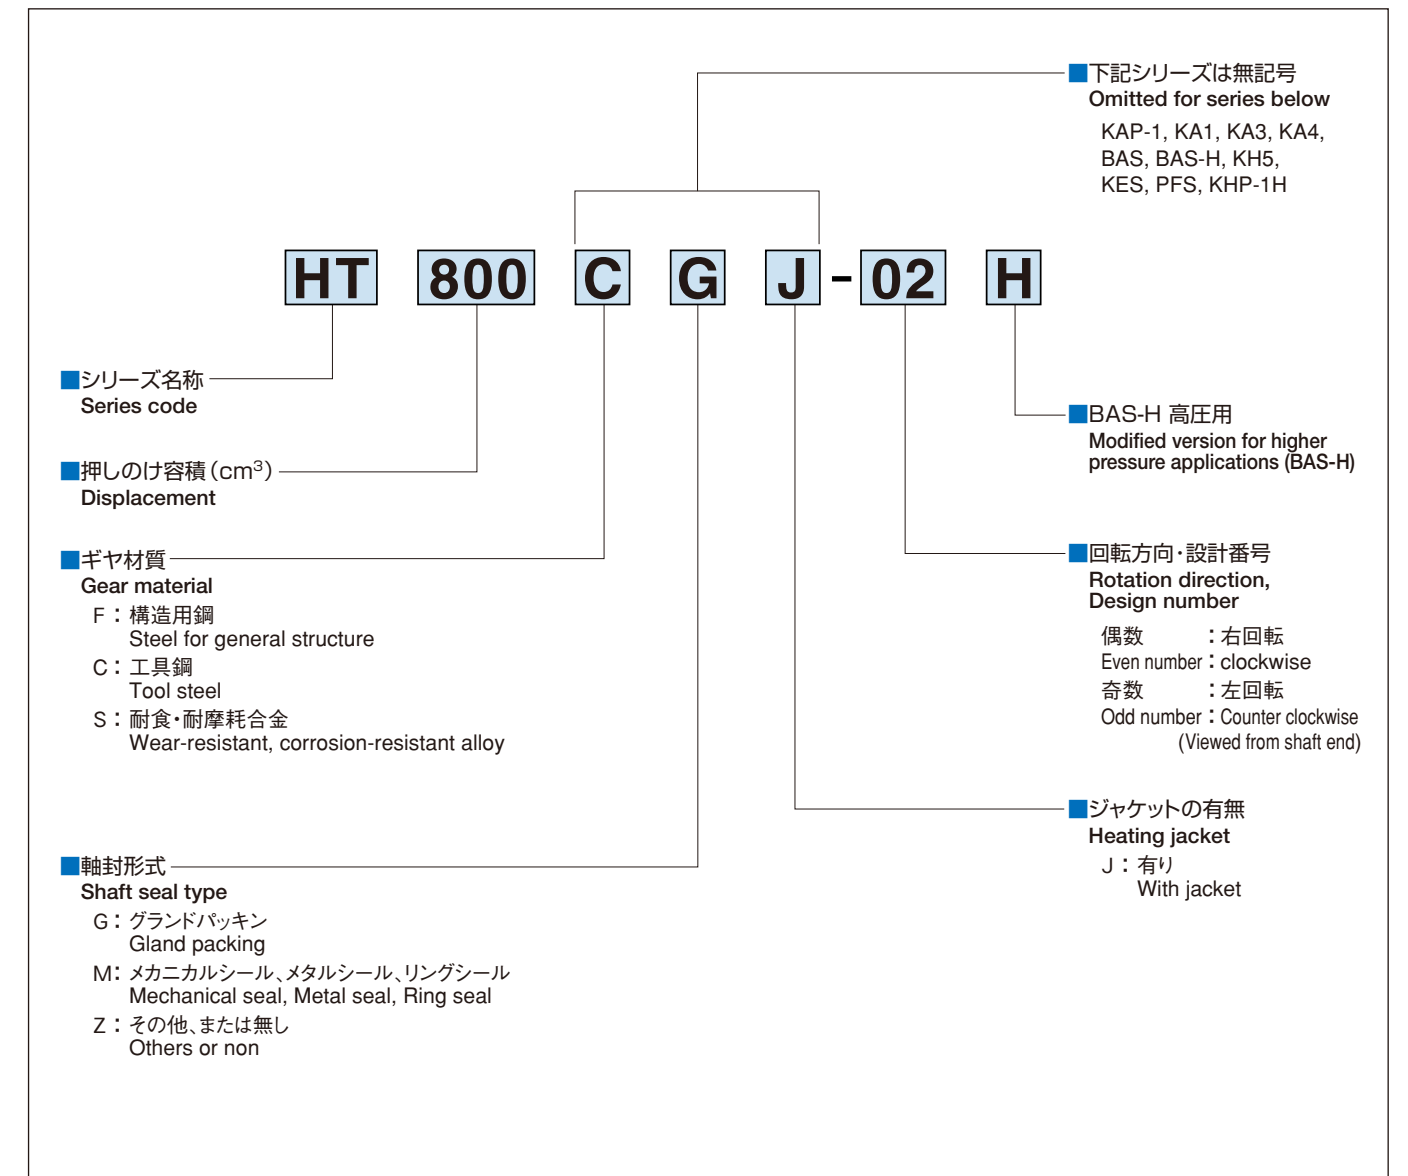 ■下記シリーズは無記号
Omitted for series below
KAP-1, KA1, KA3, KA4,
BAS, BAS-H, KH5,
KES, PFS, KHP-1H
HT 800 C G J - 02 H
■シリーズ名称
Series code
■押しのけ容積(cm³)
Displacement
■ギヤ材質
Gear material
F：構造用鋼
Steel for general structure
C：工具鋼
Tool steel
S：耐食・耐摩耗合金
Wear-resistant, corrosion-resistant alloy
■軸封形式
Shaft seal type
G：グランドパッキン
Gland packing
M：メカニカルシール、メタルシール、リングシール
Mechanical seal, Metal seal, Ring seal
Z：その他、または無し
Others or non
■BAS-H 高圧用
Modified version for higher
pressure applications (BAS-H)
■回転方向・設計番号
Rotation direction,
Design number
偶数　　：右回転
Even number：clockwise
奇数　　：左回転
Odd number：Counter clockwise
(Viewed from shaft end)
■ジャケットの有無
Heating jacket
J：有り
With jacket